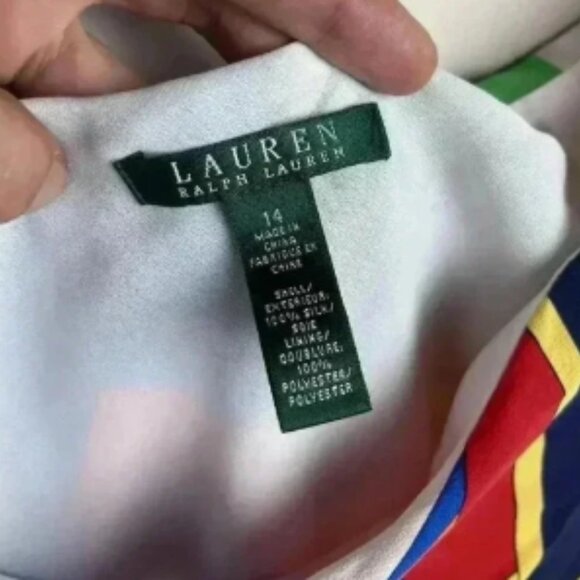 LAUREN
RALPH LAUREN
14
MADE IN
CHINA
FABRIQUE EN
CHINE
SHELL/
EXTERIEUR:
100% SILK/
SOIE
LINING/
DOUBLURE:
100%
POLYESTER/
POLYESTER